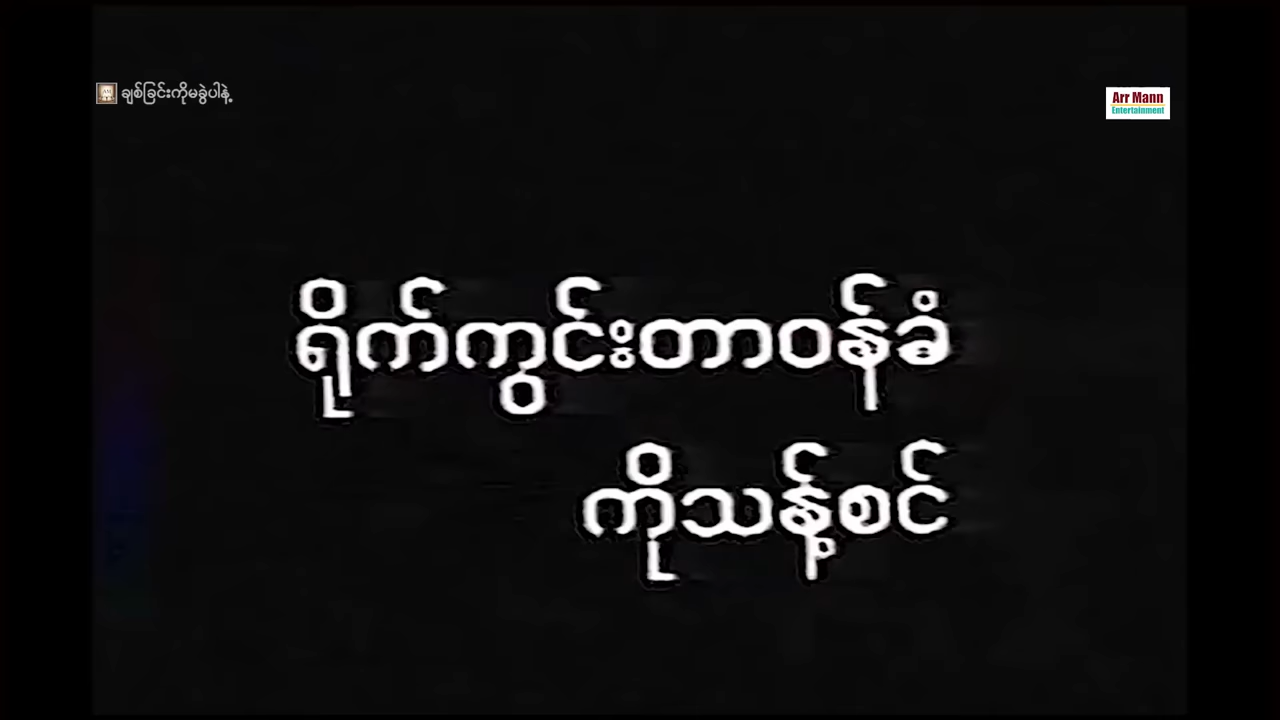 ချစ်ခြင်းကိုမခွဲပါနဲ့
Arr Mann
Entertainment
ရိုက်ကွင်းတာဝန်ခံ
ကိုသန့်စင်